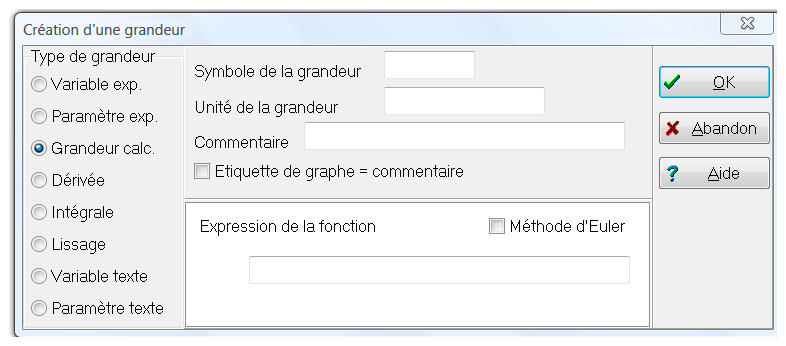 Création d'une grandeur
Type de grandeur
Variable exp.
Paramètre exp.
Grandeur calc.
Dérivée
Intégrale
Lissage
Variable texte
Paramètre texte
Symbole de la grandeur
Unité de la grandeur
Commentaire
Etiquette de graphe = commentaire
Expression de la fonction
Méthode d'Euler
OK
Abandon
Aide